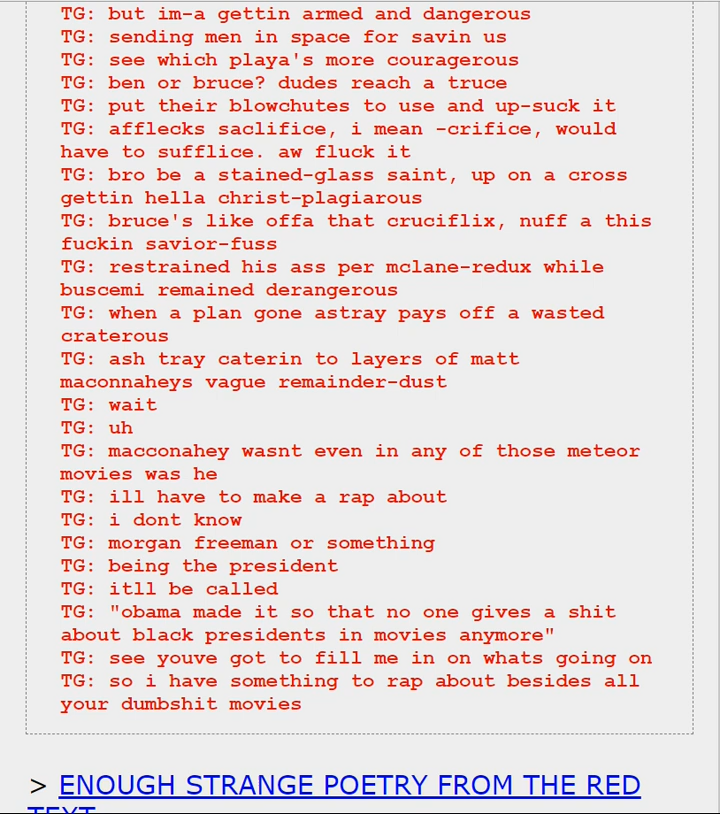 TG: but im-a gettin armed and dangerous
TG: sending men in space for savin us
TG: see which playa's more couragerous
TG: ben or bruce? dudes reach a truce
TG: put their blowchutes to use and up-suck it
TG: afflecks saclifice, i mean -crifice, would
have to sufflice. aw fluck it
TG: bro be a stained-glass saint, up on a cross
gettin hella christ-plagiarous
TG: bruce's like offa that cruciflix, nuff a this
fuckin savior-fuss
TG: restrained his ass per mclane-redux while
buscemi remained derangerous
TG: when a plan gone astray pays off a wasted
craterous
TG: ash tray caterin to layers of matt
maconnaheys vague remainder-dust
TG: wait
TG: uh
TG: macconahey wasnt even in any of those meteor
movies was he
TG: ill have to make a rap about
TG: i dont know
TG: morgan freeman or something
TG: being the president
TG: itll be called
TG: "obama made it so that no one gives a shit
about black presidents in movies anymore"
TG: see youve got to fill me in on whats going on
TG: so i have something to rap about besides all
your dumbshit movies
> ENOUGH STRANGE POETRY FROM THE RED
TEXT